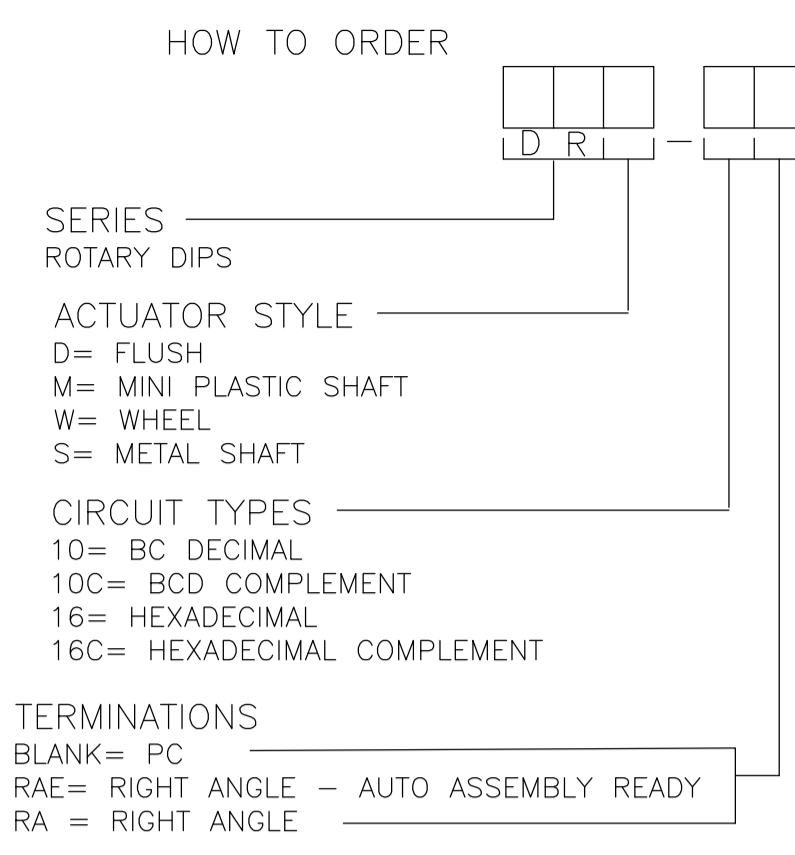 HOW TO ORDER
D R -
SERIES
ROTARY DIPS
ACTUATOR STYLE
D= FLUSH
M= MINI PLASTIC SHAFT
W= WHEEL
S= METAL SHAFT
CIRCUIT TYPES
10= BC DECIMAL
10C= BCD COMPLEMENT
16= HEXADECIMAL
16C= HEXADECIMAL COMPLEMENT
TERMINATIONS
BLANK= PC
RAE= RIGHT ANGLE - AUTO ASSEMBLY READY
RA = RIGHT ANGLE